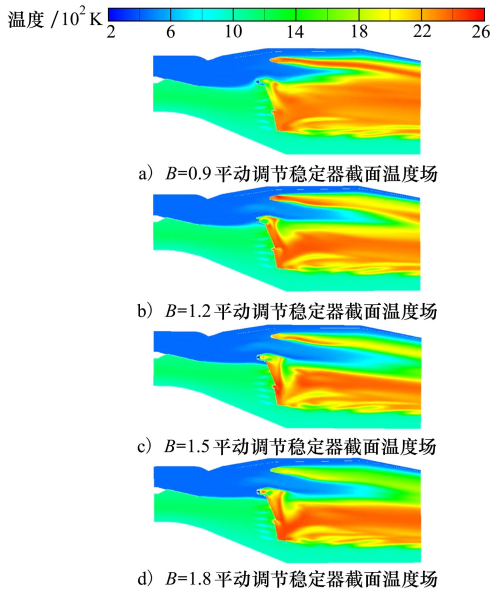 温度 /10² K
2 6 10 14 18 22 26
a) B=0.9 平动调节稳定器截面温度场
b) B=1.2 平动调节稳定器截面温度场
c) B=1.5 平动调节稳定器截面温度场
d) B=1.8 平动调节稳定器截面温度场